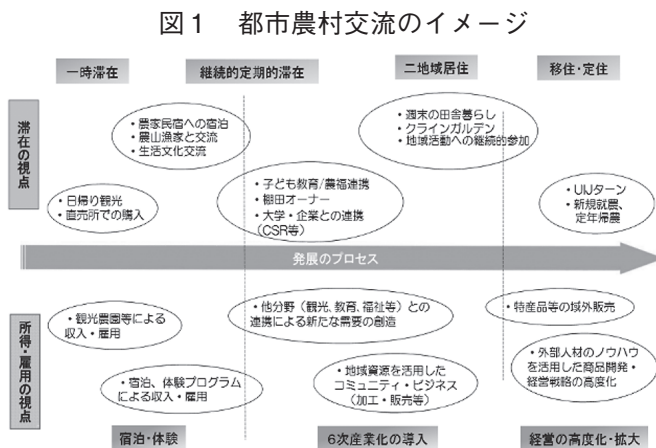 図1 都市農村交流のイメージ
一時滞在
継続的定期的滞在
二地域居住
移住・定住
滞在の視点
・農家民宿への宿泊
・農山漁家と交流
・生活文化交流
・週末の田舎暮らし
・クラインガルテン
・地域活動への継続的参加
・日帰り観光
・直売所での購入
・子ども教育/農福連携
・棚田オーナー
・大学・企業との連携
(CSR等)
・UIJターン
・新規就農、
定年帰農
発展のプロセス
所得・雇用の視点
・観光農園等による
収入・雇用
・他分野(観光、教育、福祉等)との
連携による新たな需要の創造
・特産品等の域外販売
・宿泊、体験プログラム
による収入・雇用
・地域資源を活用した
コミュニティ・ビジネス
(加工・販売等)
・外部人材のノウハウ
を活用した商品開発・
経営戦略の高度化
宿泊・体験
6次産業化の導入
経営の高度化・拡大